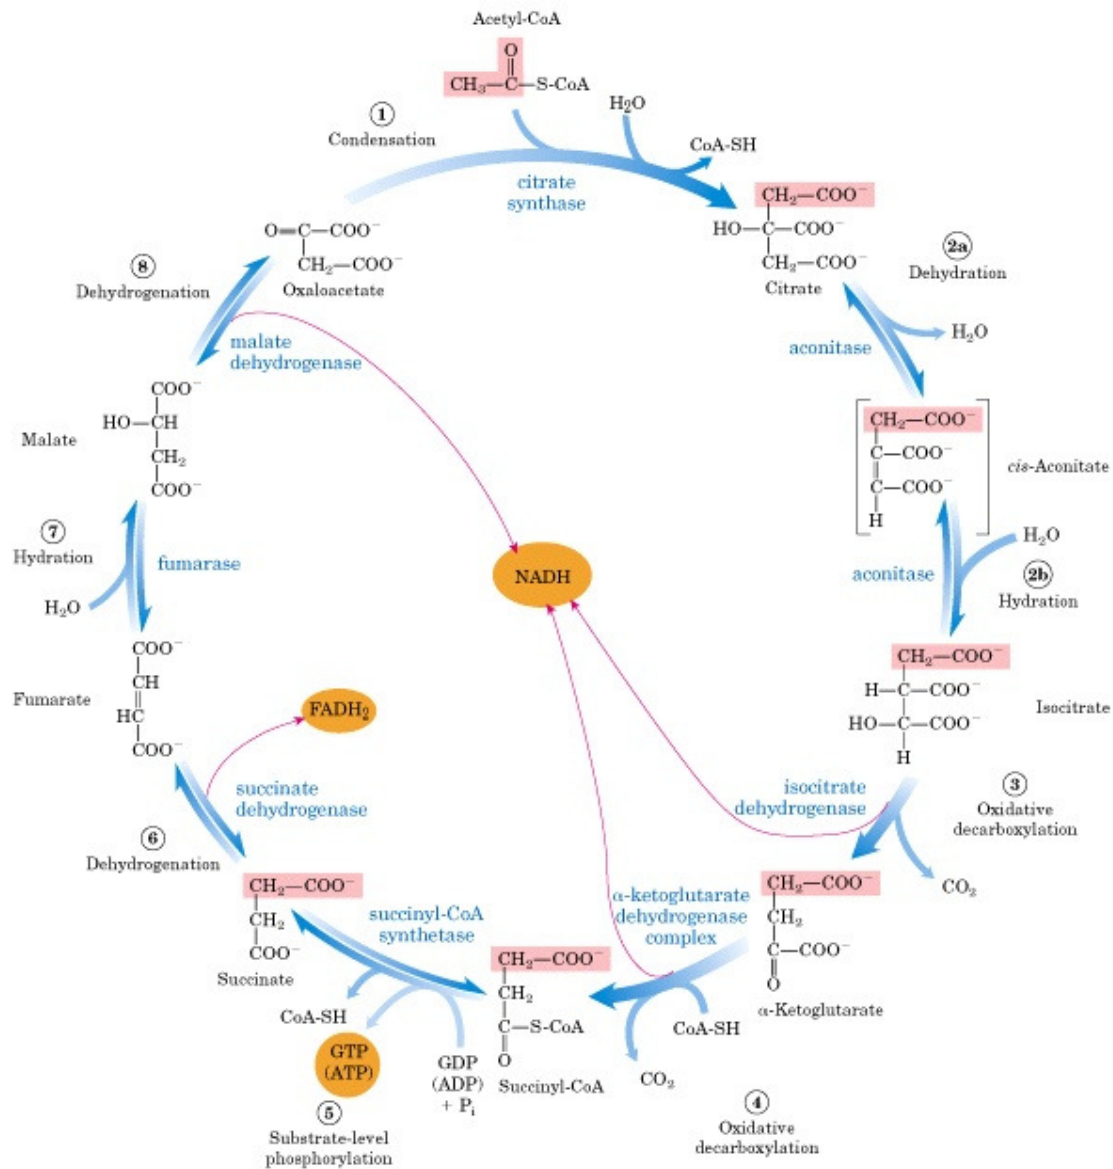 Acetyl-CoA
O
CH₃—C—S-CoA
H₂O
①
Condensation
CoA-SH
citrate
synthase
CH₂—COO⁻
HO—C—COO⁻
CH₂—COO⁻
Citrate
2a
Dehydration
H₂O
aconitase
O=C—COO⁻
CH₂—COO⁻
Oxaloacetate
⑧
Dehydrogenation
malate
dehydrogenase
COO⁻
HO—CH
CH₂
COO⁻
Malate
CH₂—COO⁻
C—COO⁻
C—COO⁻
H
cis-Aconitate
⑦
Hydration
fumarase
H₂O
NADH
H₂O
aconitase
2b
Hydration
COO⁻
CH
HC
COO⁻
Fumarate
FADH₂
CH₂—COO⁻
H—C—COO⁻
HO—C—COO⁻
H
Isocitrate
succinate
dehydrogenase
⑥
Dehydrogenation
isocitrate
dehydrogenase
③
Oxidative
decarboxylation
CO₂
CH₂—COO⁻
CH₂
COO⁻
Succinate
succinyl-CoA
synthetase
α-ketoglutarate
dehydrogenase
complex
CH₂—COO⁻
CH₂
C—COO⁻
O
α-Ketoglutarate
CH₂—COO⁻
CH₂
C—S-CoA
O
Succinyl-CoA
CoA-SH
GTP
(ATP)
GDP
(ADP)
+ Pᵢ
CoA-SH
CO₂
⑤
Substrate-level
phosphorylation
④
Oxidative
decarboxylation